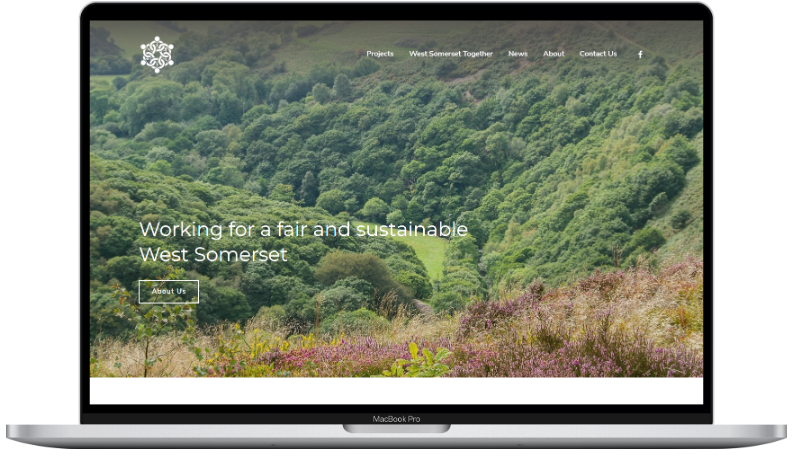 Projects West Somerset Together News About Contact Us f
Working for a fair and sustainable
West Somerset
About Us
MacBook Pro